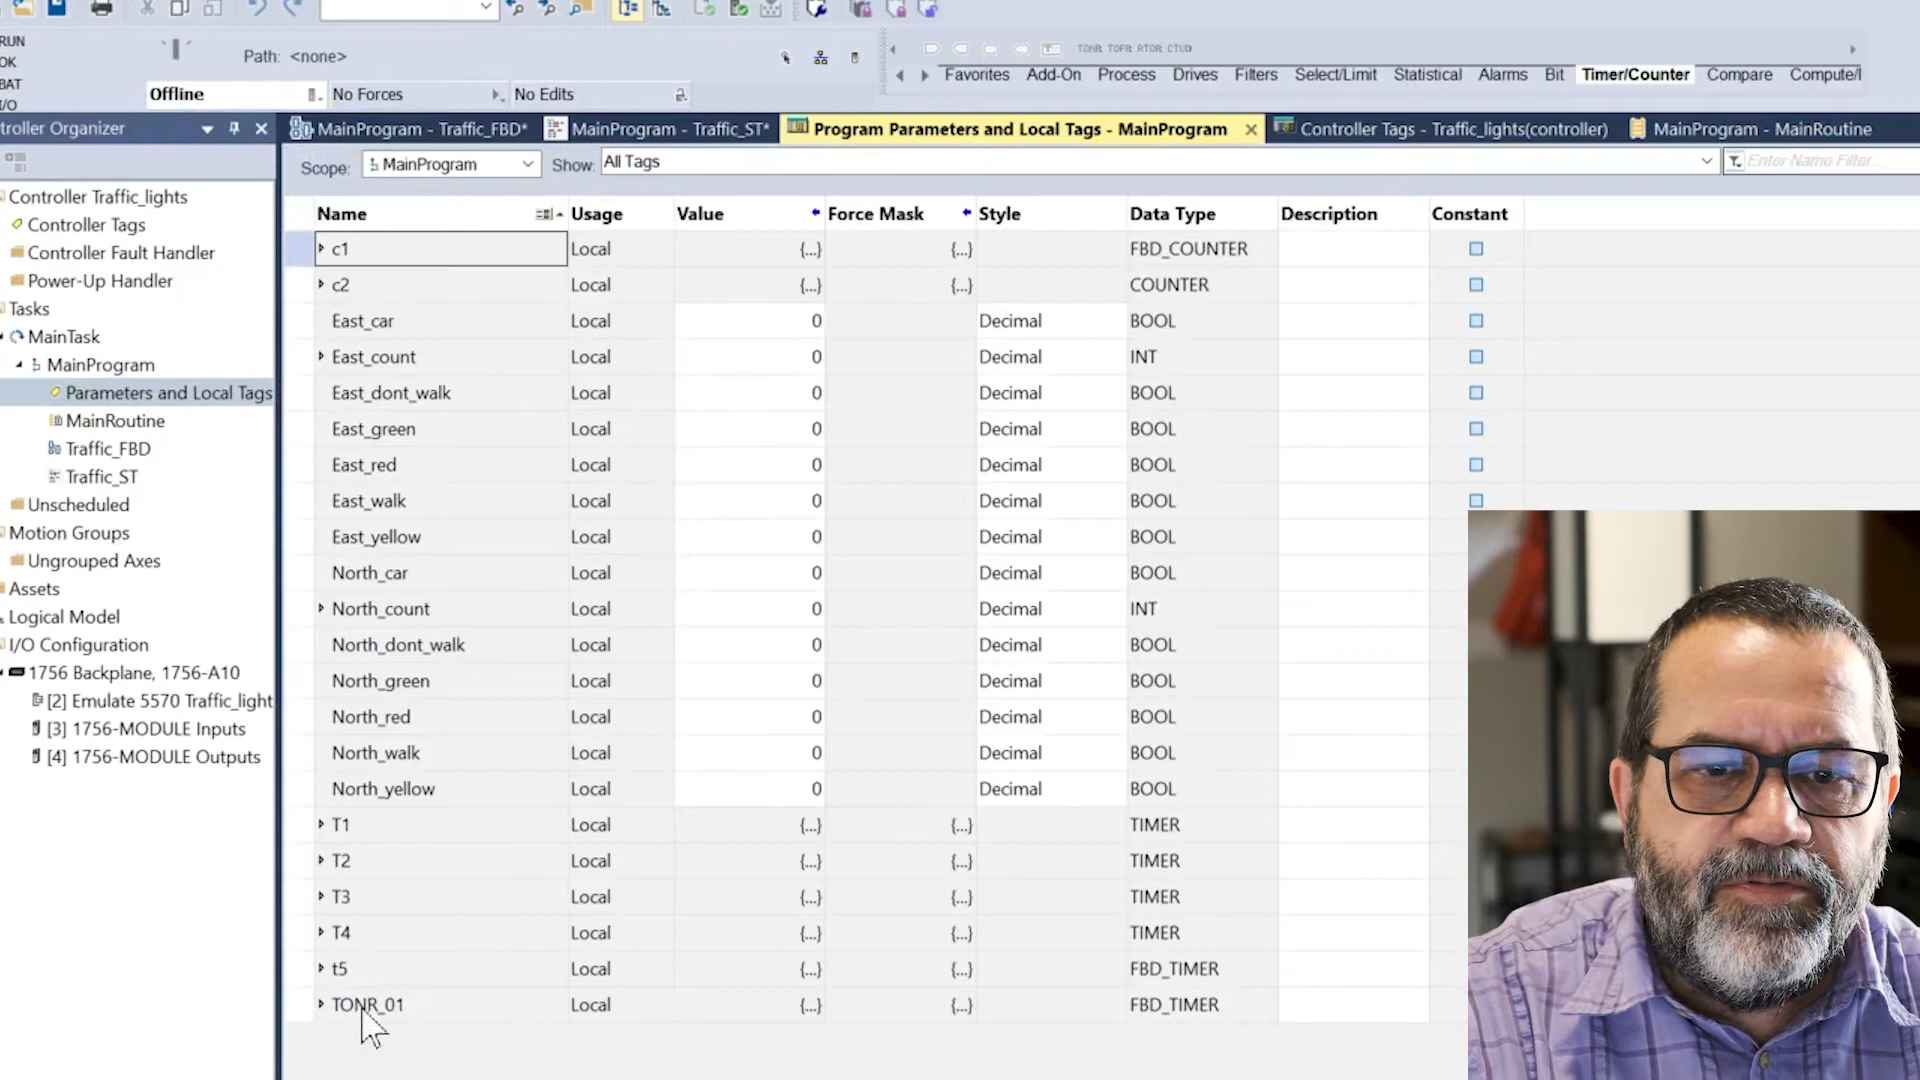 RUN
OK
BAT
I/O
Path: <none>
Offline
No Forces
No Edits
TONR TOFR RTOR CTUD
Favorites Add-On Process Drives Filters Select/Limit Statistical Alarms Bit Timer/Counter Compare Compute/
troller Organizer
MainProgram - Traffic_FBD*
MainProgram - Traffic_ST*
Program Parameters and Local Tags - MainProgram
Controller Tags - Traffic_lights(controller)
MainProgram - MainRoutine
Scope: MainProgram Show: All Tags
Enter Name Filter...
Controller Traffic_lights
Controller Tags
Controller Fault Handler
Power-Up Handler
Tasks
MainTask
MainProgram
Parameters and Local Tags
MainRoutine
Traffic_FBD
Traffic_ST
Unscheduled
Motion Groups
Ungrouped Axes
Assets
Logical Model
I/O Configuration
1756 Backplane, 1756-A10
[2] Emulate 5570 Traffic_light
[3] 1756-MODULE Inputs
[4] 1756-MODULE Outputs
Name Usage Value Force Mask Style Data Type Description Constant
c1 Local {...} {...} FBD_COUNTER
c2 Local {...} {...} COUNTER
East_car Local 0 Decimal BOOL
East_count Local 0 Decimal INT
East_dont_walk Local 0 Decimal BOOL
East_green Local 0 Decimal BOOL
East_red Local 0 Decimal BOOL
East_walk Local 0 Decimal BOOL
East_yellow Local 0 Decimal BOOL
North_car Local 0 Decimal BOOL
North_count Local 0 Decimal INT
North_dont_walk Local 0 Decimal BOOL
North_green Local 0 Decimal BOOL
North_red Local 0 Decimal BOOL
North_walk Local 0 Decimal BOOL
North_yellow Local 0 Decimal BOOL
T1 Local {...} {...} TIMER
T2 Local {...} {...} TIMER
T3 Local {...} {...} TIMER
T4 Local {...} {...} TIMER
t5 Local {...} {...} FBD_TIMER
TONR_01 Local {...} {...} FBD_TIMER